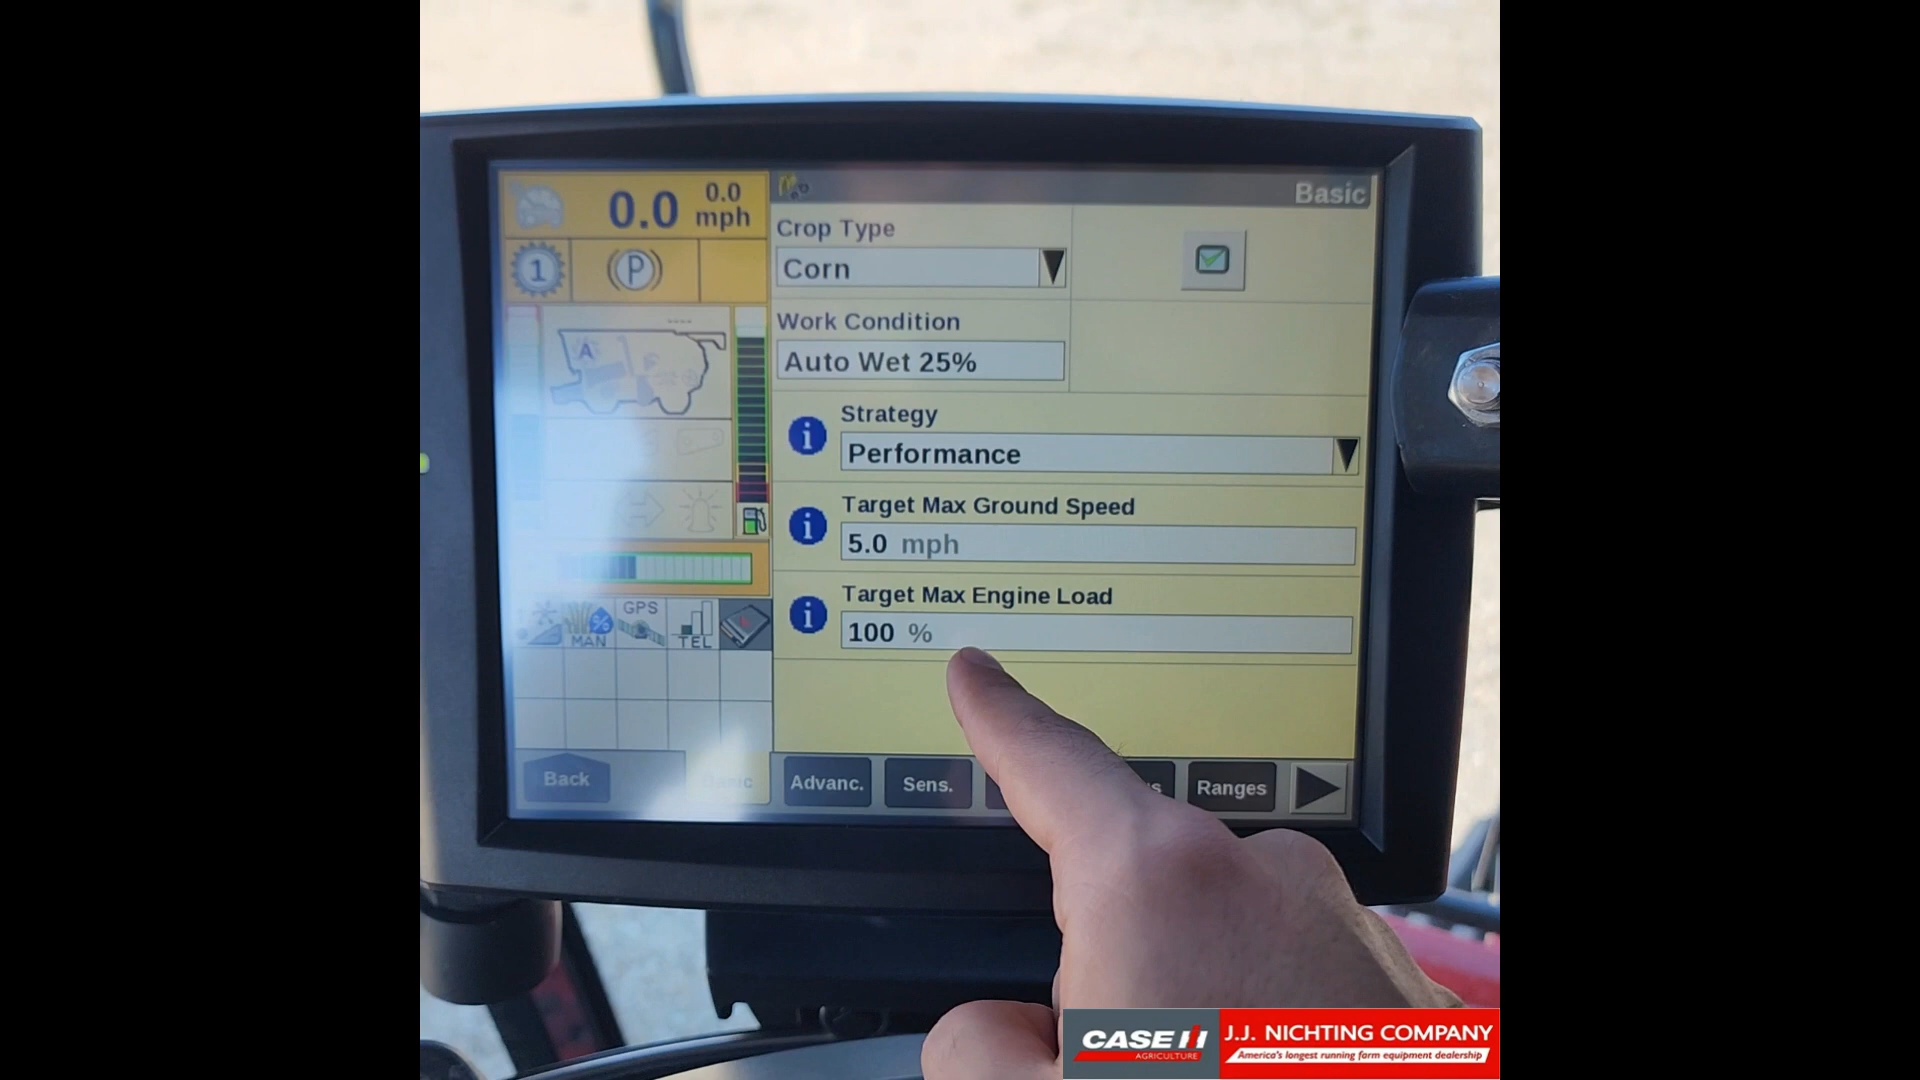 0.0
0.0
mph
Basic
1
P
Crop Type
Corn
Work Condition
Auto Wet 25%
A
Strategy
Performance
Target Max Ground Speed
5.0 mph
Target Max Engine Load
100 %
GPS
MAN
TEL
Back
Advanc.
Sens.
Ranges
CASE IH
AGRICULTURE
J.J. NICHTING COMPANY
America's longest running farm equipment dealership